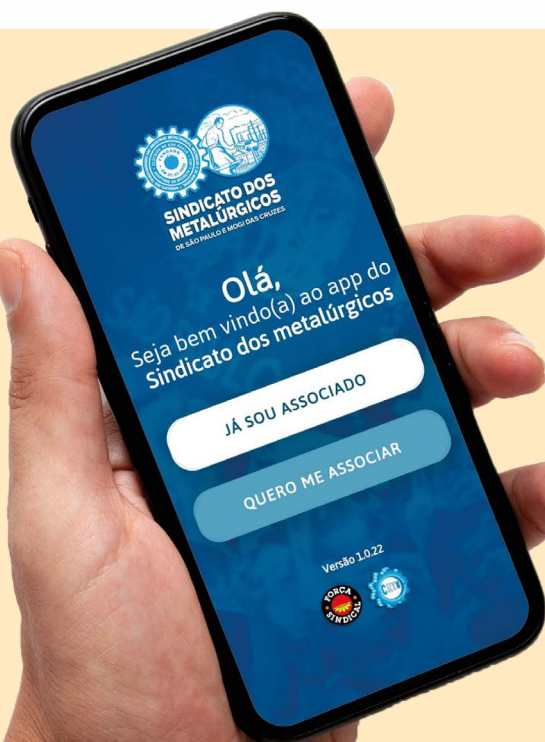 SINDICATO DOS
METALÚRGICOS
DE SÃO PAULO E MOGI DAS CRUZES
Olá,
Seja bem vindo(a) ao app do
Sindicato dos metalúrgicos
JÁ SOU ASSOCIADO
QUERO ME ASSOCIAR
Versão 1.0.22
FORÇA
SINDICAL
CNTM